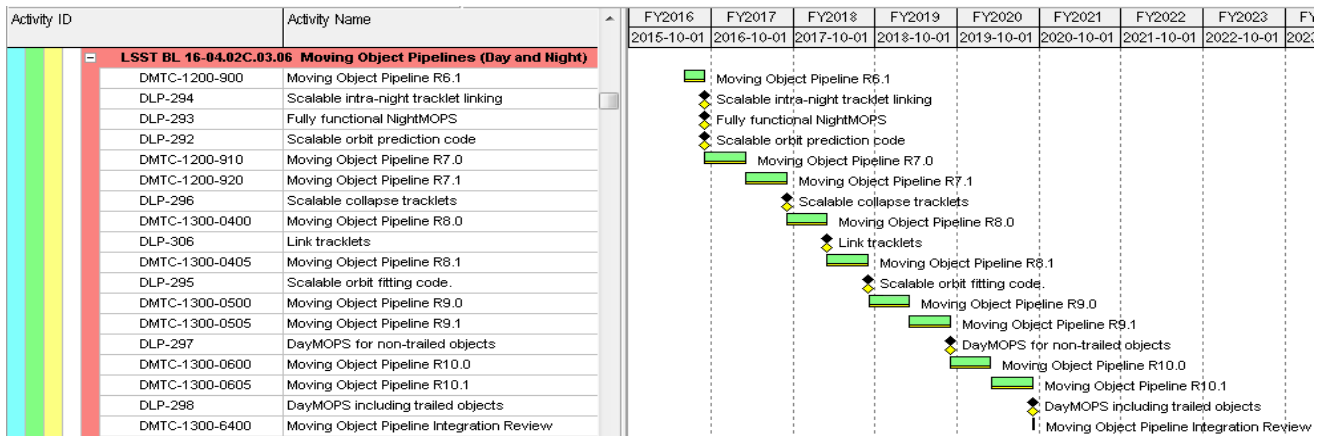 Activity ID Activity Name FY2016 FY2017 FY2018 FY2019 FY2020 FY2021 FY2022 FY2023 FY
2015-10-01 2016-10-01 2017-10-01 2018-10-01 2019-10-01 2020-10-01 2021-10-01 2022-10-01 202
LSST BL 16-04.02C.03.06 Moving Object Pipelines (Day and Night)
DMTC-1200-900 Moving Object Pipeline R6.1 Moving Object Pipeline R6.1
DLP-294 Scalable intra-night tracklet linking Scalable intra-night tracklet linking
DLP-293 Fully functional NightMOPS Fully functional NightMOPS
DLP-292 Scalable orbit prediction code Scalable orbit prediction code
DMTC-1200-910 Moving Object Pipeline R7.0 Moving Object Pipeline R7.0
DMTC-1200-920 Moving Object Pipeline R7.1 Moving Object Pipeline R7.1
DLP-296 Scalable collapse tracklets Scalable collapse tracklets
DMTC-1300-0400 Moving Object Pipeline R8.0 Moving Object Pipeline R8.0
DLP-306 Link tracklets Link tracklets
DMTC-1300-0405 Moving Object Pipeline R8.1 Moving Object Pipeline R8.1
DLP-295 Scalable orbit fitting code. Scalable orbit fitting code.
DMTC-1300-0500 Moving Object Pipeline R9.0 Moving Object Pipeline R9.0
DMTC-1300-0505 Moving Object Pipeline R9.1 Moving Object Pipeline R9.1
DLP-297 DayMOPS for non-trailed objects DayMOPS for non-trailed objects
DMTC-1300-0600 Moving Object Pipeline R10.0 Moving Object Pipeline R10.0
DMTC-1300-0605 Moving Object Pipeline R10.1 Moving Object Pipeline R10.1
DLP-298 DayMOPS including trailed objects DayMOPS including trailed objects
DMTC-1300-6400 Moving Object Pipeline Integration Review Moving Object Pipeline Integration Review